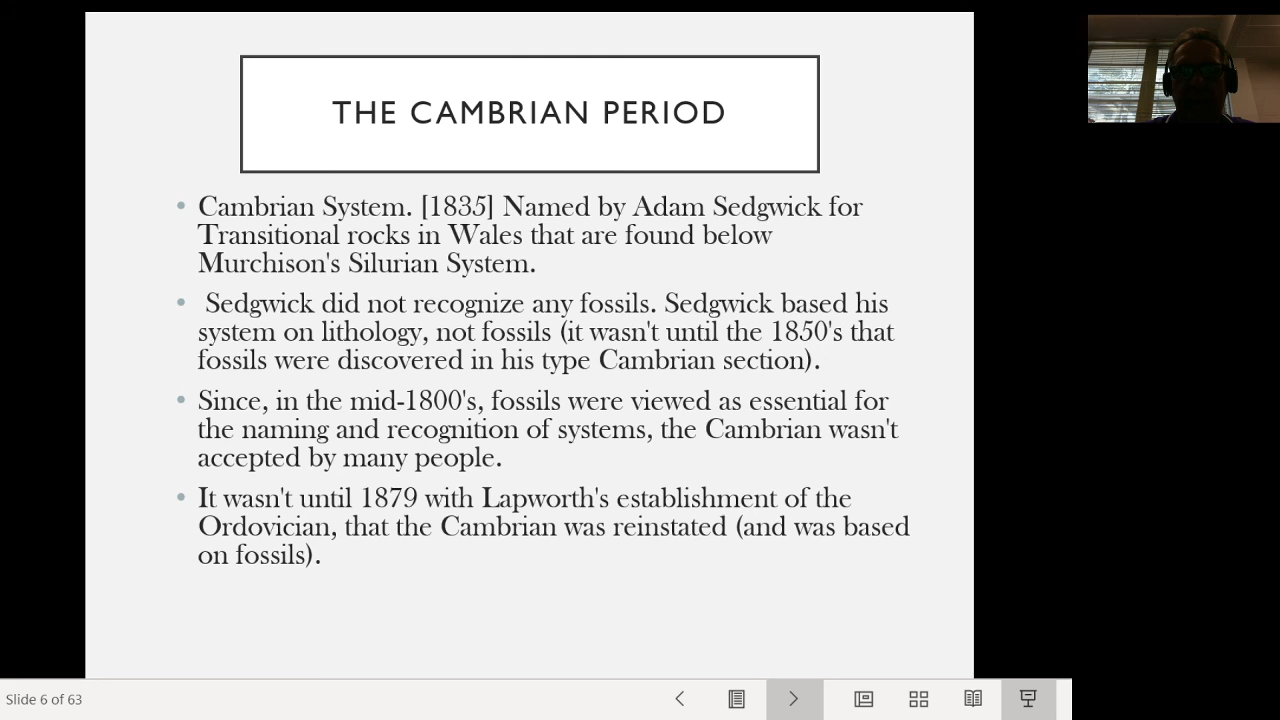 THE CAMBRIAN PERIOD
• Cambrian System. [1835] Named by Adam Sedgwick for
Transitional rocks in Wales that are found below
Murchison's Silurian System.
• Sedgwick did not recognize any fossils. Sedgwick based his
system on lithology, not fossils (it wasn't until the 1850's that
fossils were discovered in his type Cambrian section).
• Since, in the mid-1800's, fossils were viewed as essential for
the naming and recognition of systems, the Cambrian wasn't
accepted by many people.
• It wasn't until 1879 with Lapworth's establishment of the
Ordovician, that the Cambrian was reinstated (and was based
on fossils).
Slide 6 of 63